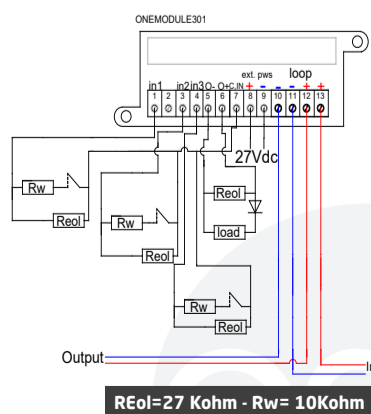 ONEMODULE301
ext. pws loop
in1 in2 in3 O- O+ C,IN + - - - + +
1 2 3 4 5 6 7 8 9 10 11 12 13
27Vdc
Rw
Reol
Rw
Reol
Reol
load
Rw
Reol
Output
In
REol=27 Kohm - Rw= 10Kohm